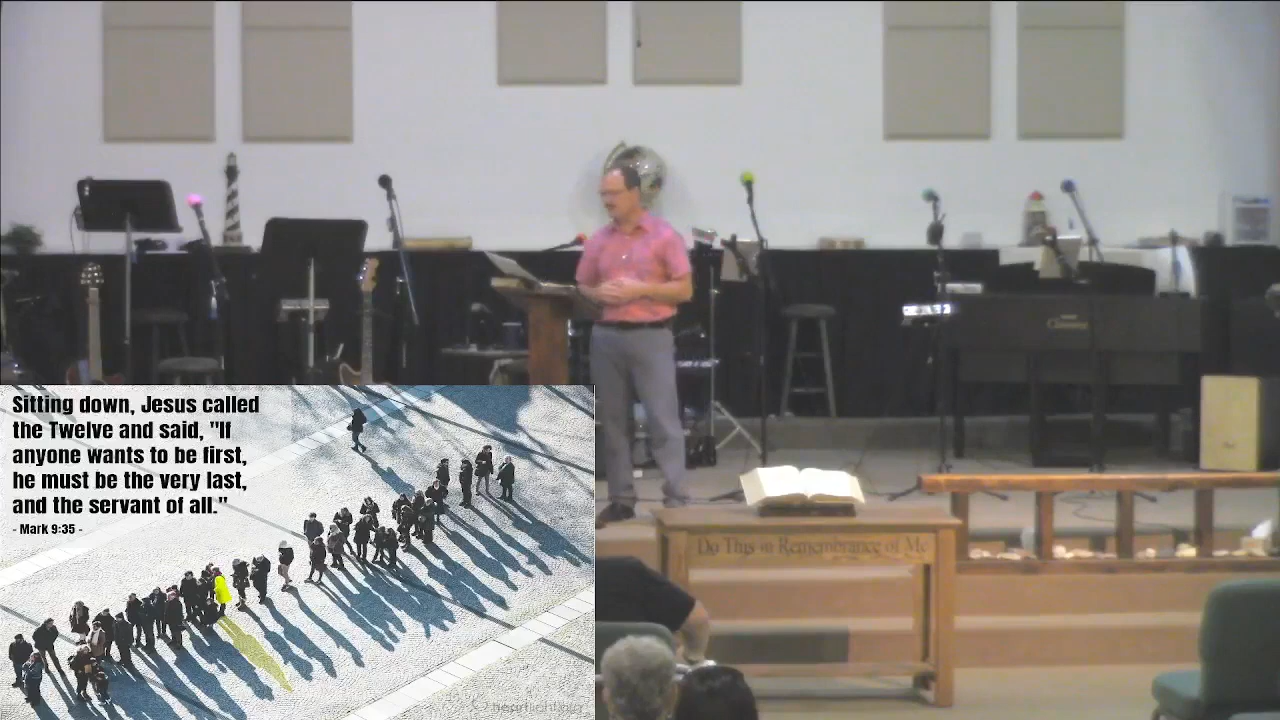 Sitting down, Jesus called
the Twelve and said, "If
anyone wants to be first,
he must be the very last,
and the servant of all."
- Mark 9:35 -
Do This in Remembrance of Me